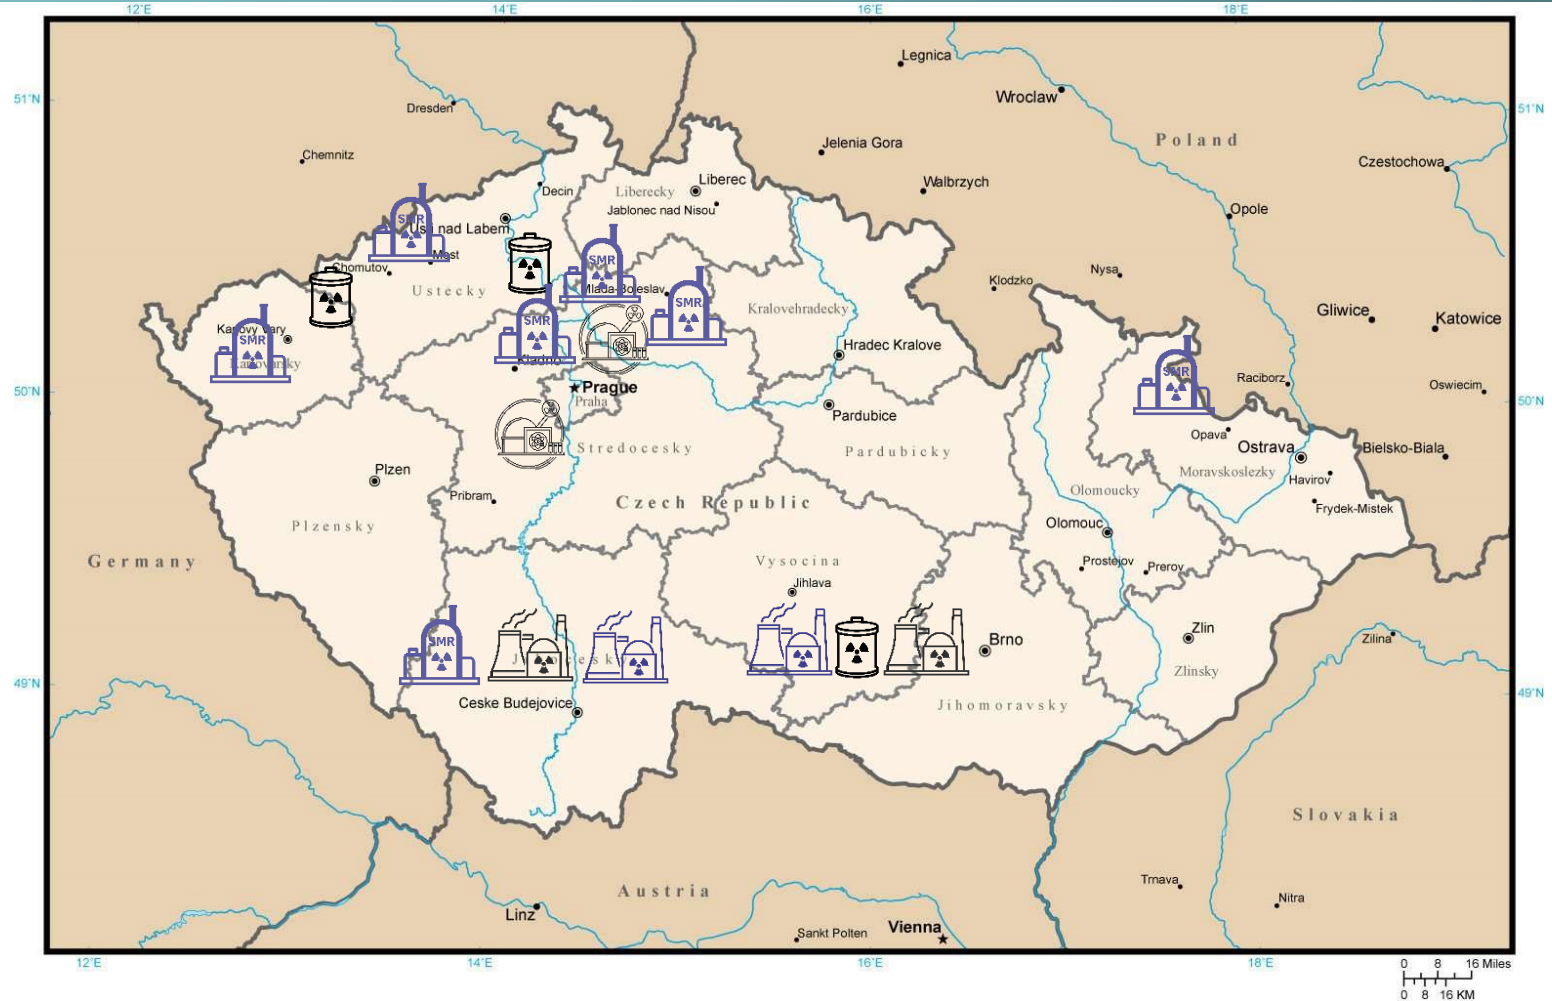 12˚E
14˚E
16˚E
18˚E
Legnica
51˚N
Wroclaw
51˚N
Dresden
Poland
Jelenia Gora
Chemnitz
Czestochowa
Liberec
Walbrzych
Decin
Liberecky
Jablonec nad Nisou
Opole
SMR
nad Labem
Most
SMR
Chomutov
Nysa
Klodzko
Ustecky
Mlada-Boleslav
SMR
Kralovehradecky
Gliwice
Katowice
SMR
Karlovy Vary
SMR
Karlovarsky
Kladno
Hradec Kralove
SMR
Raciborz
Oswiecim
50˚N
Prague
Praha
50˚N
Pardubice
Opava
Ostrava
Bielsko-Biala
Stredocesky
Pardubicky
Plzen
Moravskoslezky
Havirov
Pribram
Czech Republic
Olomoucky
Frydek-Mistek
Plzensky
Olomouc
Germany
Vysocina
Prostejov
Prerov
Jihlava
SMR
Brno
Zlin
Zilina
49˚N
Zlinsky
49˚N
Ceske Budejovice
Jihomoravsky
Slovakia
Trnava
Austria
Nitra
Linz
Sankt Polten
Vienna
12˚E
14˚E
16˚E
18˚E
0 8 16 Miles
0 8 16 KM